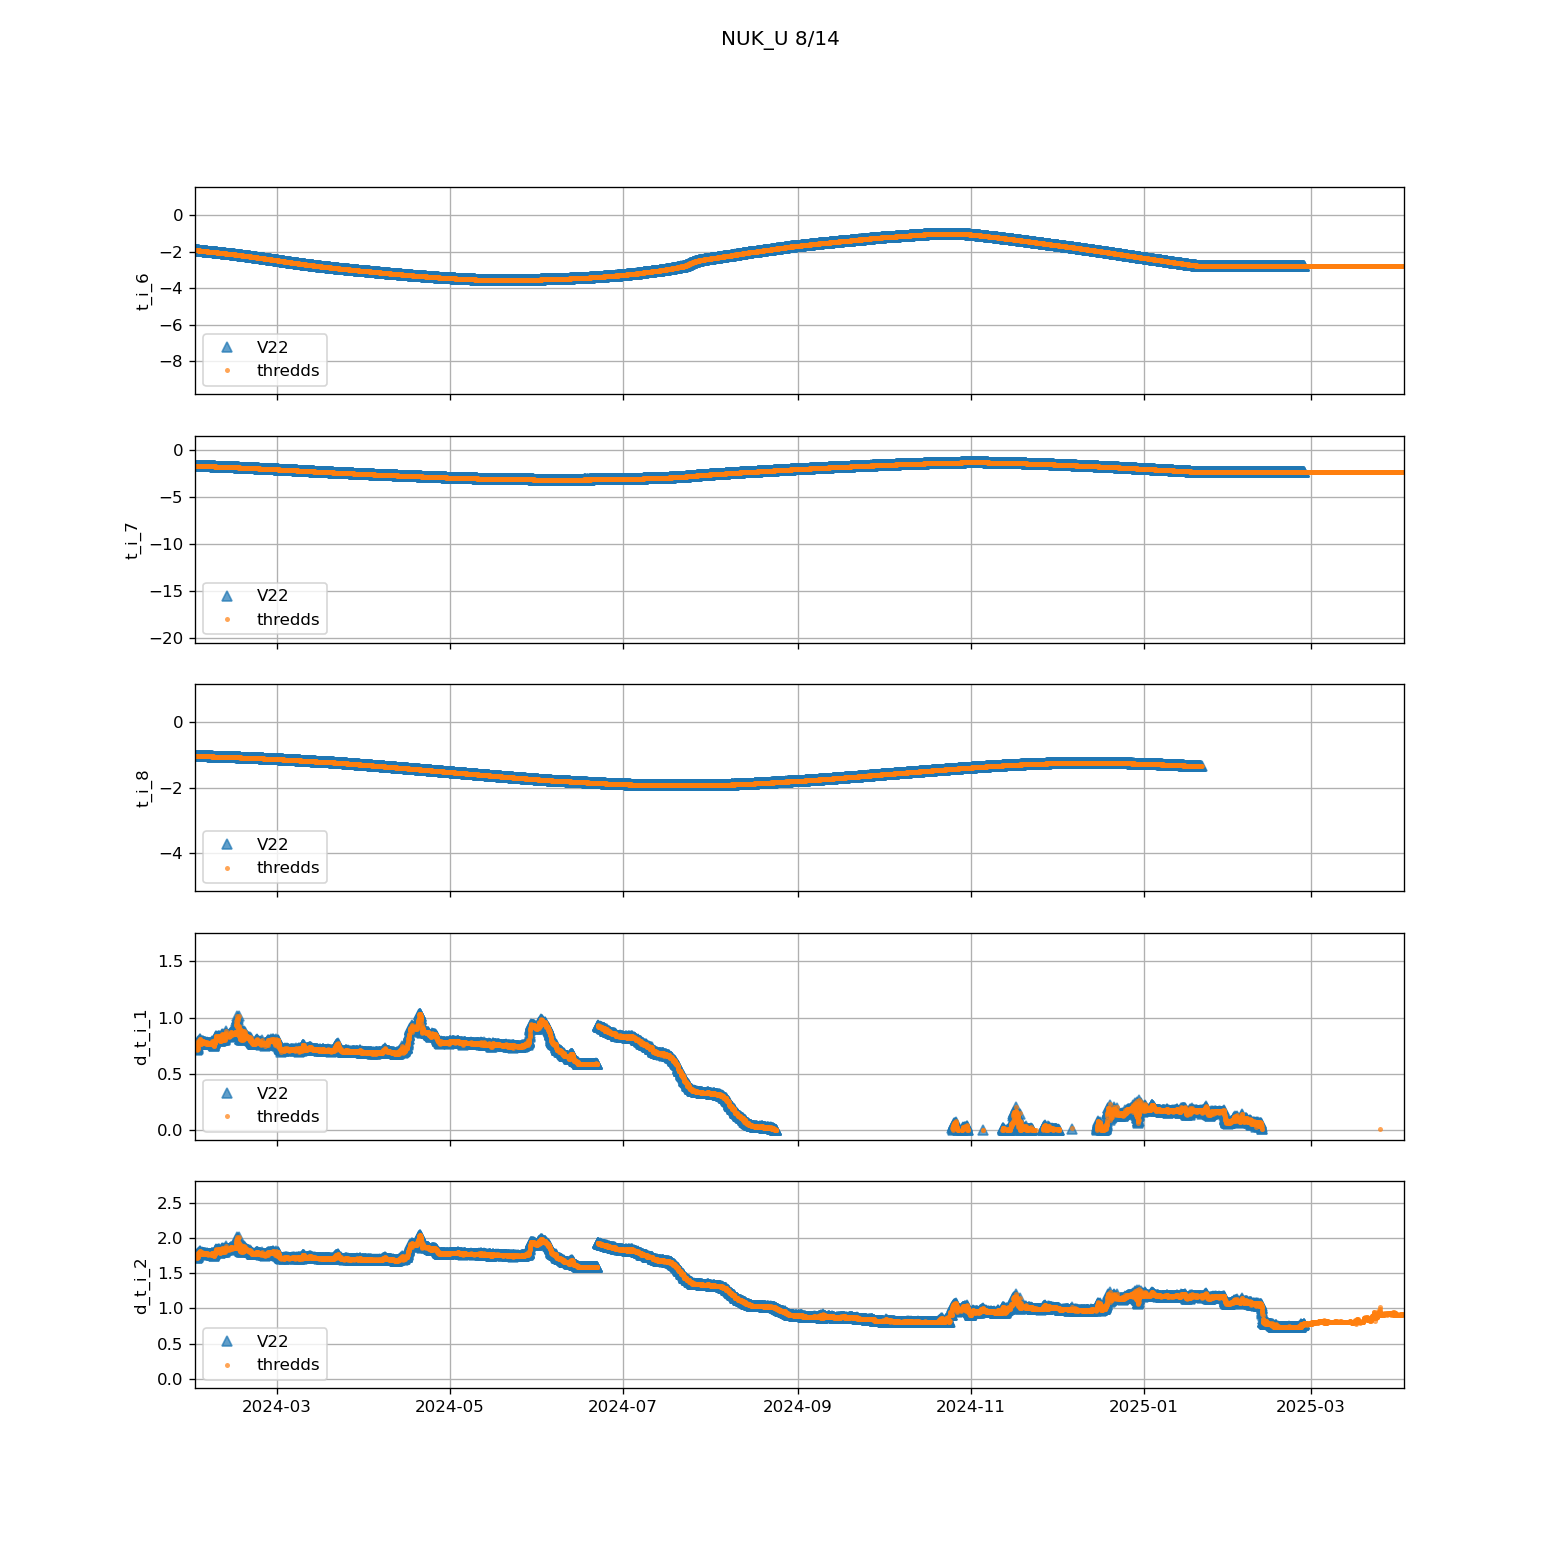 NUK_U 8/14
0
−2
−4
−6
−8
t_i_6
V22
thredds
0
−5
−10
−15
−20
t_i_7
V22
thredds
0
−2
−4
t_i_8
V22
thredds
1.5
1.0
0.5
0.0
d_t_i_1
V22
thredds
2.5
2.0
1.5
1.0
0.5
0.0
d_t_i_2
V22
thredds
2024-03 2024-05 2024-07 2024-09 2024-11 2025-01 2025-03